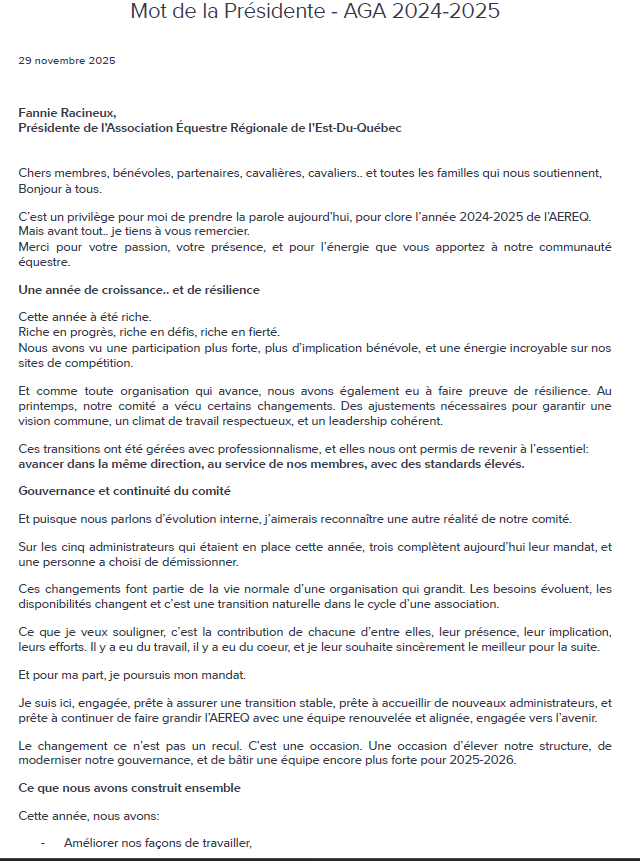 Mot de la Présidente - AGA 2024-2025
29 novembre 2025
Fannie Racineux,
Présidente de l'Association Équestre Régionale de l'Est-Du-Québec
Chers membres, bénévoles, partenaires, cavalières, cavaliers.. et toutes les familles qui nous soutiennent,
Bonjour à tous.
C'est un privilège pour moi de prendre la parole aujourd'hui, pour clore l'année 2024-2025 de l'AEREQ.
Mais avant tout.. je tiens à vous remercier.
Merci pour votre passion, votre présence, et pour l'énergie que vous apportez à notre communauté
équestre.
Une année de croissance.. et de résilience
Cette année à été riche.
Riche en progrès, riche en défis, riche en fierté.
Nous avons vu une participation plus forte, plus d'implication bénévole, et une énergie incroyable sur nos
sites de compétition.
Et comme toute organisation qui avance, nous avons également eu à faire preuve de résilience. Au
printemps, notre comité a vécu certains changements. Des ajustements nécessaires pour garantir une
vision commune, un climat de travail respectueux, et un leadership cohérent.
Ces transitions ont été gérées avec professionnalisme, et elles nous ont permis de revenir à l'essentiel:
avancer dans la même direction, au service de nos membres, avec des standards élevés.
Gouvernance et continuité du comité
Et puisque nous parlons d'évolution interne, j'aimerais reconnaître une autre réalité de notre comité.
Sur les cinq administrateurs qui étaient en place cette année, trois complètent aujourd'hui leur mandat, et
une personne a choisi de démissionner.
Ces changements font partie de la vie normale d'une organisation qui grandit. Les besoins évoluent, les
disponibilités changent et c'est une transition naturelle dans le cycle d'une association.
Ce que je veux souligner, c'est la contribution de chacune d'entre elles, leur présence, leur implication,
leurs efforts. Il y a eu du travail, il y a eu du coeur, et je leur souhaite sincèrement le meilleur pour la suite.
Et pour ma part, je poursuis mon mandat.
Je suis ici, engagée, prête à assurer une transition stable, prête à accueillir de nouveaux administrateurs, et
prête à continuer de faire grandir l'AEREQ avec une équipe renouvelée et alignée, engagée vers l'avenir.
Le changement ce n'est pas un recul. C'est une occasion. Une occasion d'élever notre structure, de
moderniser notre gouvernance, et de bâtir une équipe encore plus forte pour 2025-2026.
Ce que nous avons construit ensemble
Cette année, nous avons:
- Améliorer nos façons de travailler,